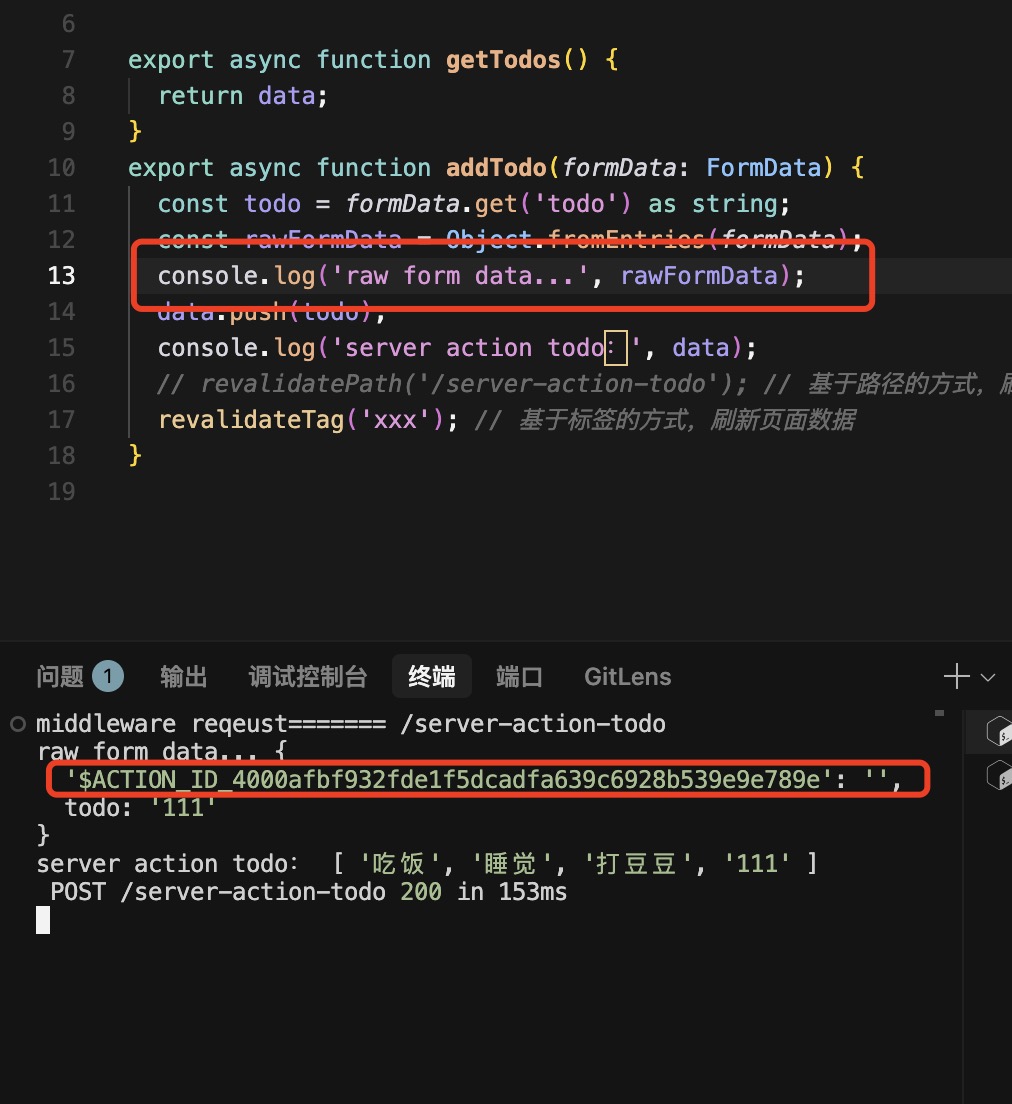 6
7 export async function getTodos() {
8 return data;
9 }
10 export async function addTodo(formData: FormData) {
11 const todo = formData.get('todo') as string;
12 const rawFormData = Object.fromEntries(formData);
13 console.log('raw form data...', rawFormData);
14 data.push(todo);
15 console.log('server action todo：', data);
16 // revalidatePath('/server-action-todo'); // 基于路径的方式，刷
17 revalidateTag('xxx'); // 基于标签的方式，刷新页面数据
18 }
19
问题 1 输出 调试控制台 终端 端口 GitLens
middleware reqeust======= /server-action-todo
raw form data... {
'$ACTION_ID_4000afbf932fde1f5dcadfa639c6928b539e9e789e': '',
todo: '111'
}
server action todo： [ '吃饭', '睡觉', '打豆豆', '111' ]
POST /server-action-todo 200 in 153ms